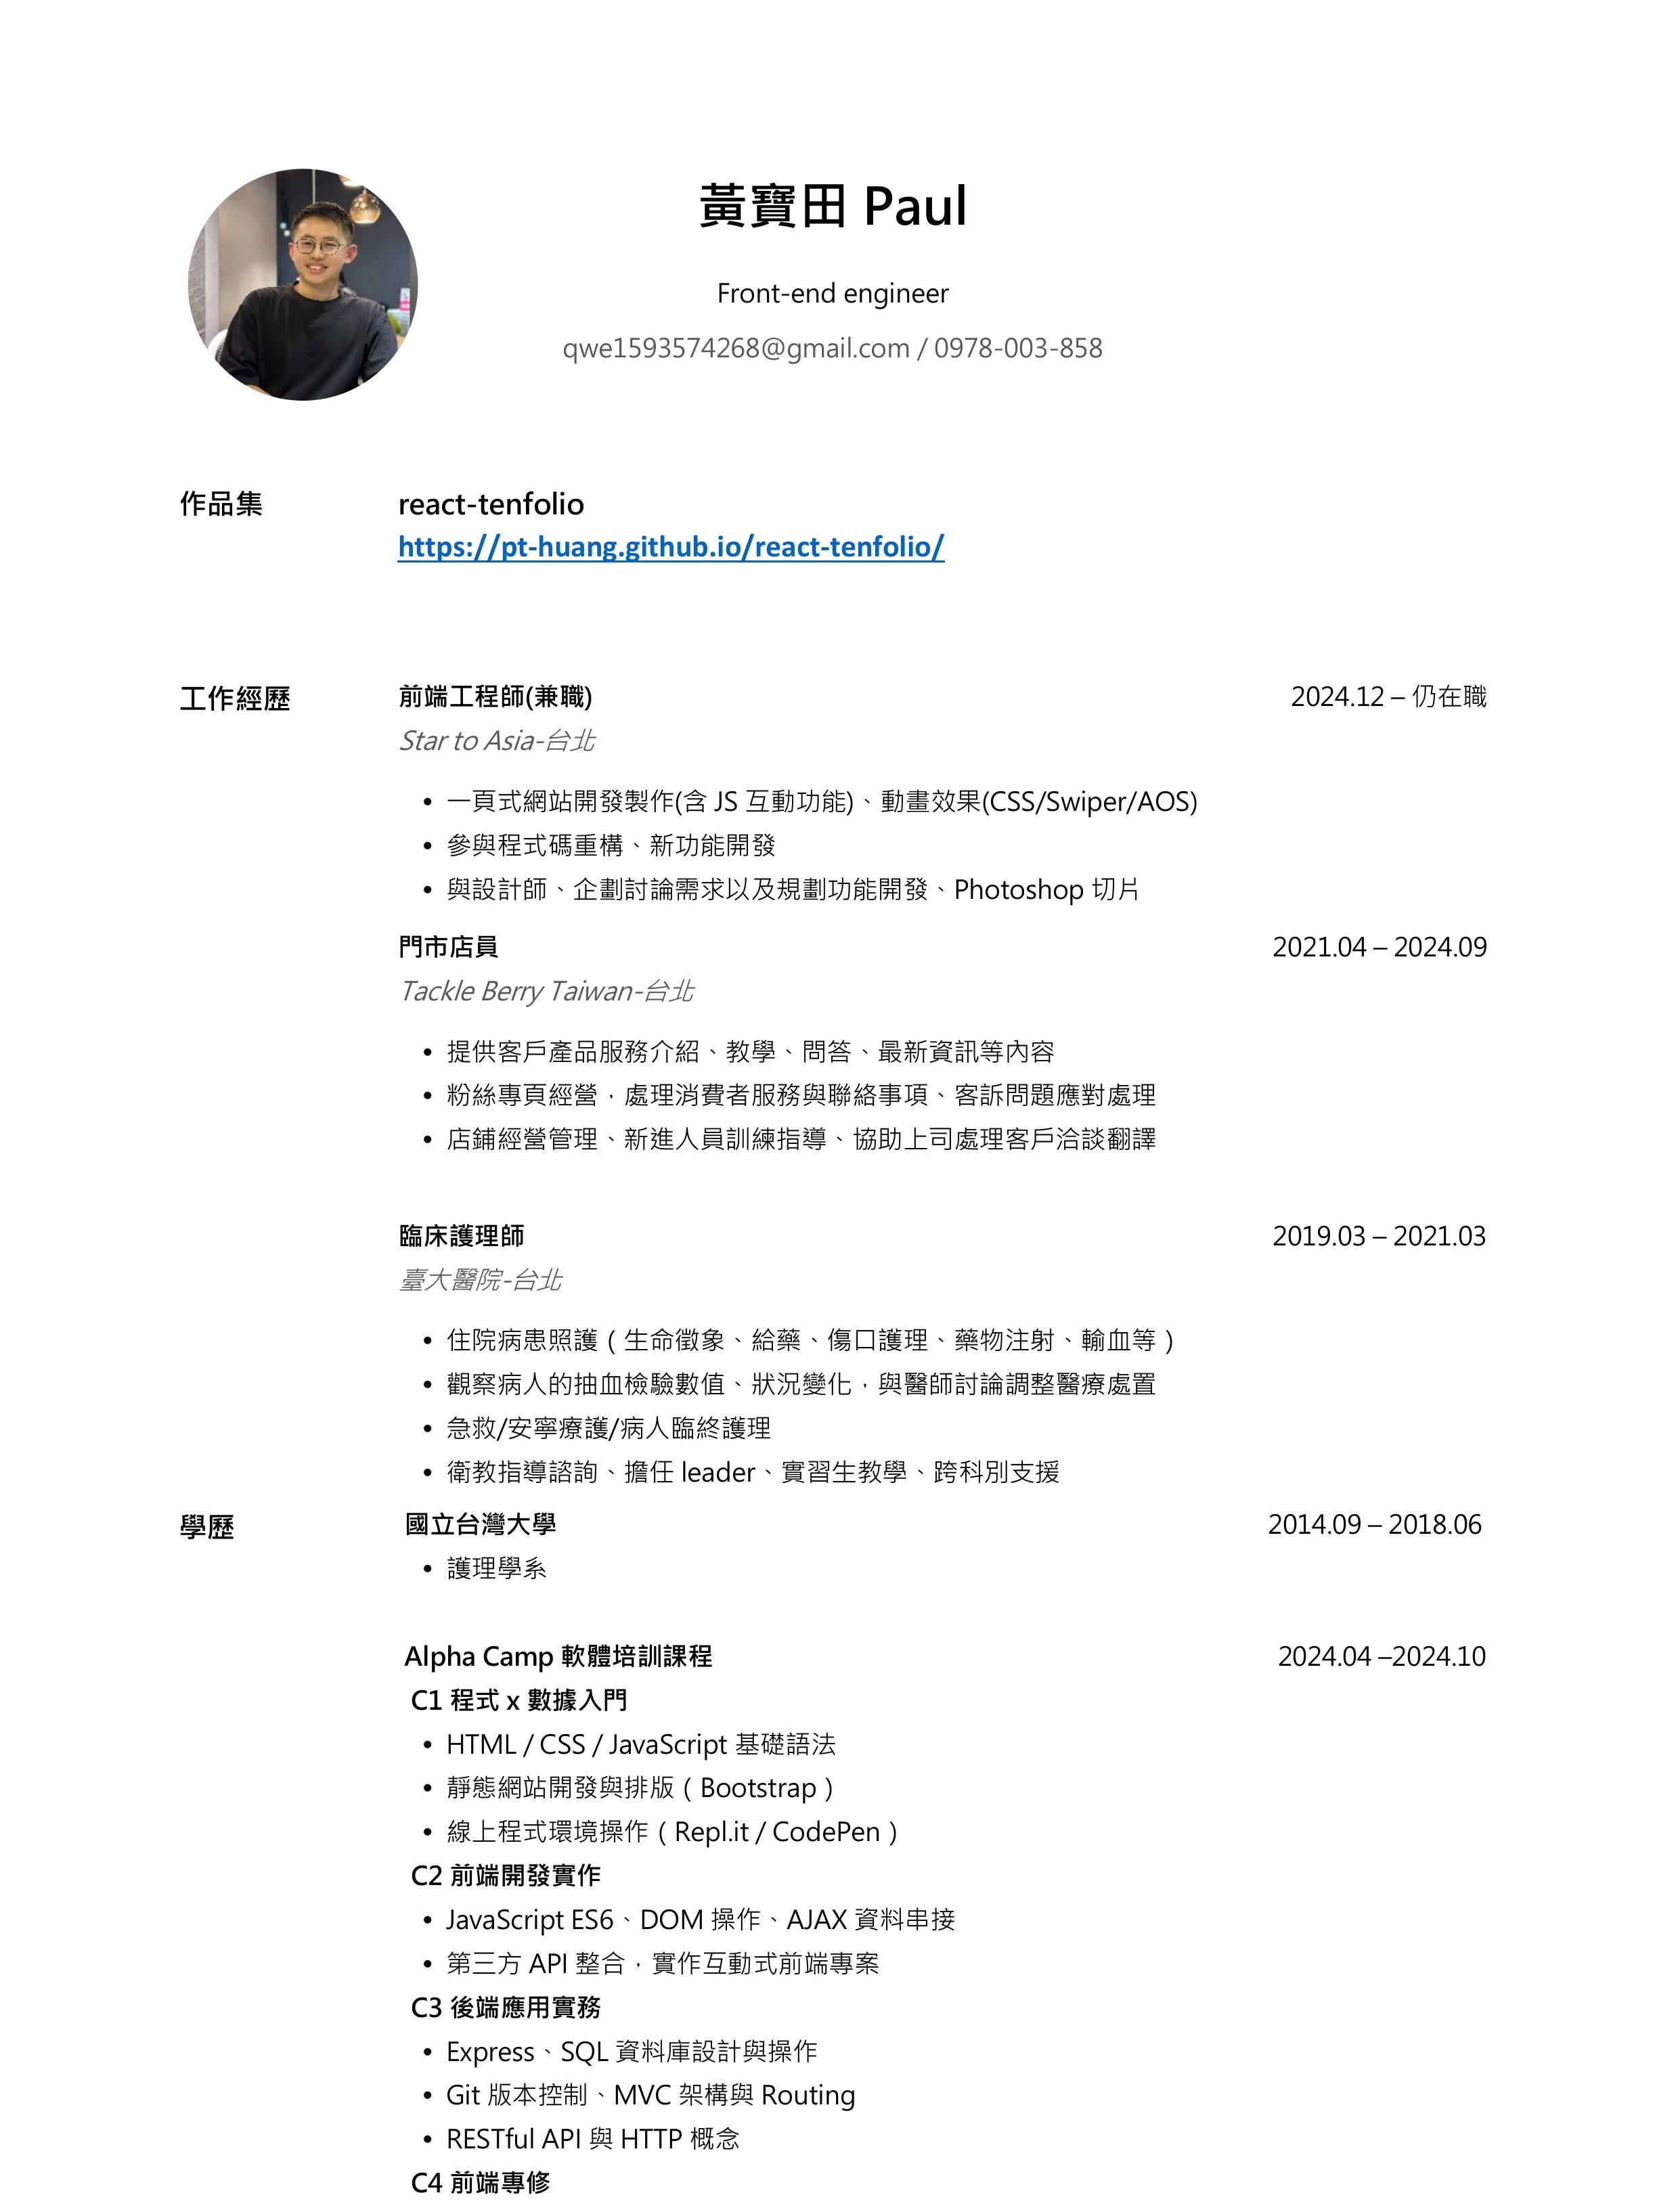 黃寶田 Paul
Front-end engineer
qwe1593574268@gmail.com / 0978-003-858
作品集
react-tenfolio
https://pt-huang.github.io/react-tenfolio/
工作經歷
前端工程師(兼職) 2024.12 – 仍在職
Star to Asia-台北
• 一頁式網站開發製作(含 JS 互動功能)、動畫效果(CSS/Swiper/AOS)
• 參與程式碼重構、新功能開發
• 與設計師、企劃討論需求以及規劃功能開發、Photoshop 切片
門市店員 2021.04 – 2024.09
Tackle Berry Taiwan-台北
• 提供客戶產品服務介紹、教學、問答、最新資訊等內容
• 粉絲專頁經營，處理消費者服務與聯絡事項、客訴問題應對處理
• 店鋪經營管理、新進人員訓練指導、協助上司處理客戶洽談翻譯
臨床護理師 2019.03 – 2021.03
臺大醫院-台北
• 住院病患照護（生命徵象、給藥、傷口護理、藥物注射、輸血等）
• 觀察病人的抽血檢驗數值、狀況變化，與醫師討論調整醫療處置
• 急救/安寧療護/病人臨終護理
• 衛教指導諮詢、擔任 leader、實習生教學、跨科別支援
學歷
國立台灣大學 2014.09 – 2018.06
• 護理學系
Alpha Camp 軟體培訓課程 2024.04 –2024.10
C1 程式 x 數據入門
• HTML / CSS / JavaScript 基礎語法
• 靜態網站開發與排版（Bootstrap）
• 線上程式環境操作（Repl.it / CodePen）
C2 前端開發實作
• JavaScript ES6、DOM 操作、AJAX 資料串接
• 第三方 API 整合，實作互動式前端專案
C3 後端應用實務
• Express、SQL 資料庫設計與操作
• Git 版本控制、MVC 架構與 Routing
• RESTful API 與 HTTP 概念
C4 前端專修